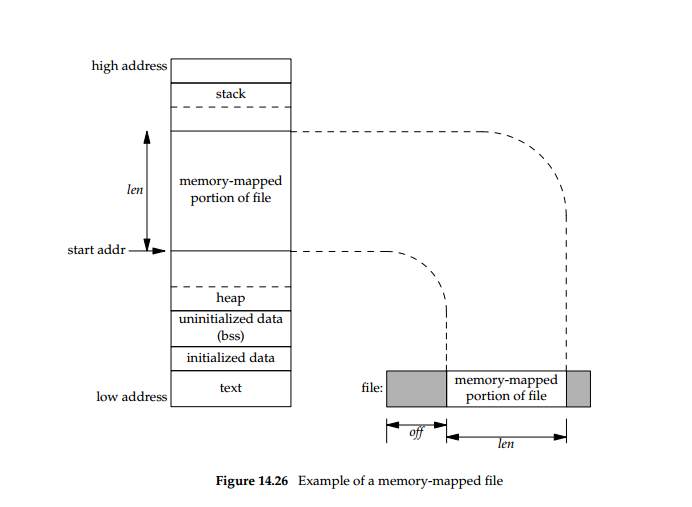 high address
stack
len
memory-mapped
portion of file
start addr
heap
uninitialized data
(bss)
initialized data
text
low address
file:
memory-mapped
portion of file
off
len
Figure 14.26 Example of a memory-mapped file